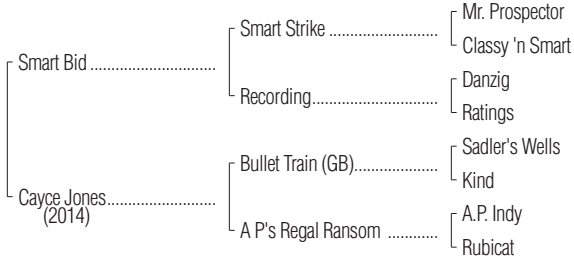 Mr. Prospector
Smart Strike ......................
Classy 'n Smart
Smart Bid .........................
Danzig
Recording.........................
Ratings
Sadler's Wells
Bullet Train (GB).................
Kind
Cayce Jones......................
(2014)
A.P. Indy
A P's Regal Ransom ............
Rubicat